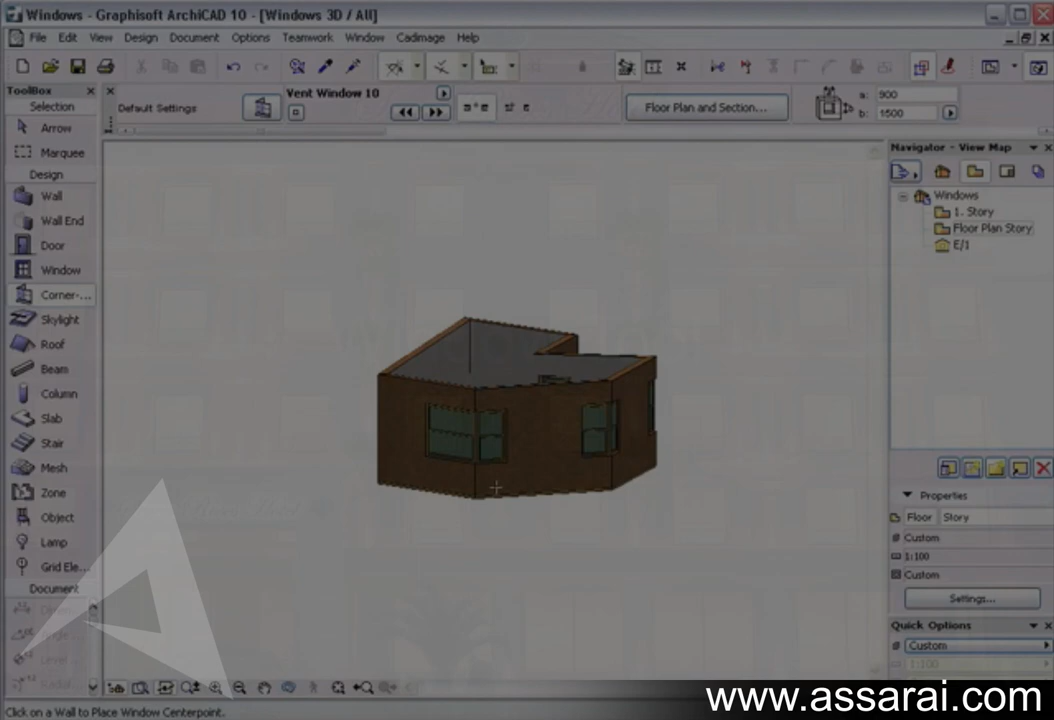 Windows - Graphisoft ArchiCAD 10 - [Windows 3D / All]
File Edit View Design Document Options Teamwork Window Cadimage Help
ToolBox
Selection
Arrow
Marquee
Design
Wall
Wall End
Door
Window
Corner-...
Skylight
Roof
Beam
Column
Slab
Stair
Mesh
Zone
Object
Lamp
Grid Ele...
Document
Level
Radial
Default Settings
Vent Window 10
Floor Plan and Section...
a: 900
b: 1500
Navigator - View Map
Windows
1. Story
Floor Plan Story
E/1
Properties
Floor Story
Custom
1:100
Custom
Settings...
Quick Options
Custom
1:100
Click on a Wall to Place Window Centerpoint.
www.assarai.com